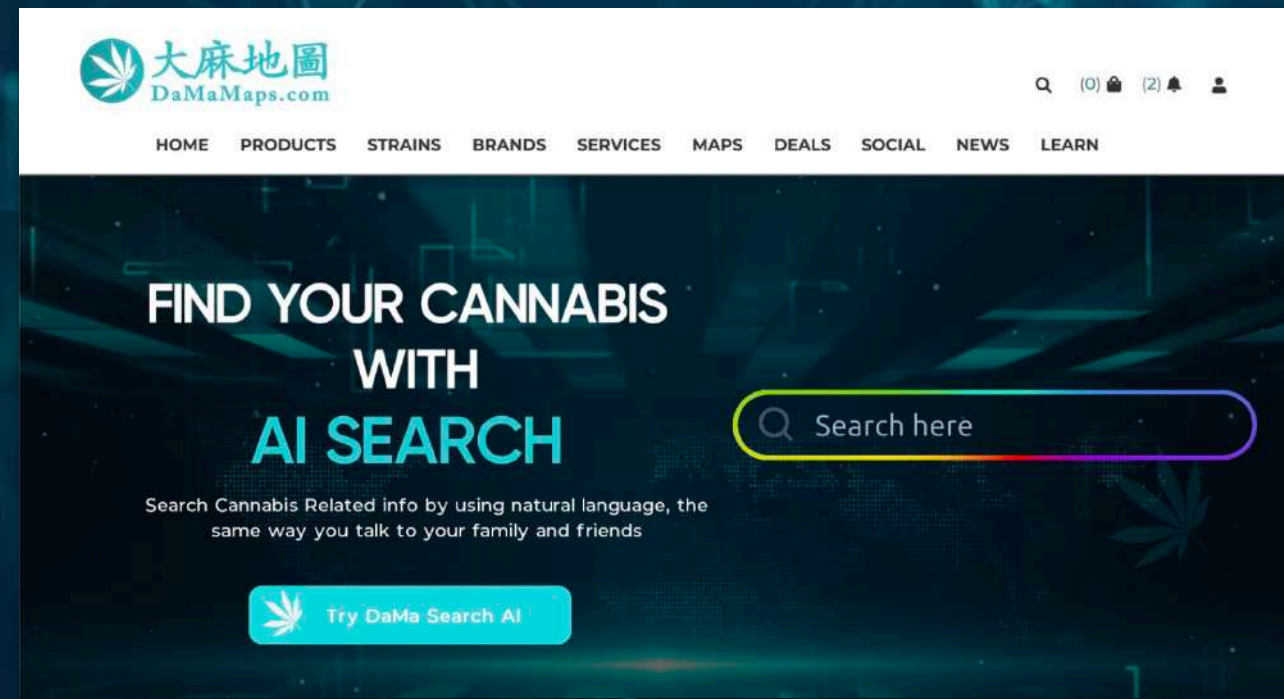 大麻地圖
DaMaMaps.com
(0) (2)
HOME PRODUCTS STRAINS BRANDS SERVICES MAPS DEALS SOCIAL NEWS LEARN
FIND YOUR CANNABIS
WITH
AI SEARCH
Search here
Search Cannabis Related info by using natural language, the
same way you talk to your family and friends
Try DaMa Search AI